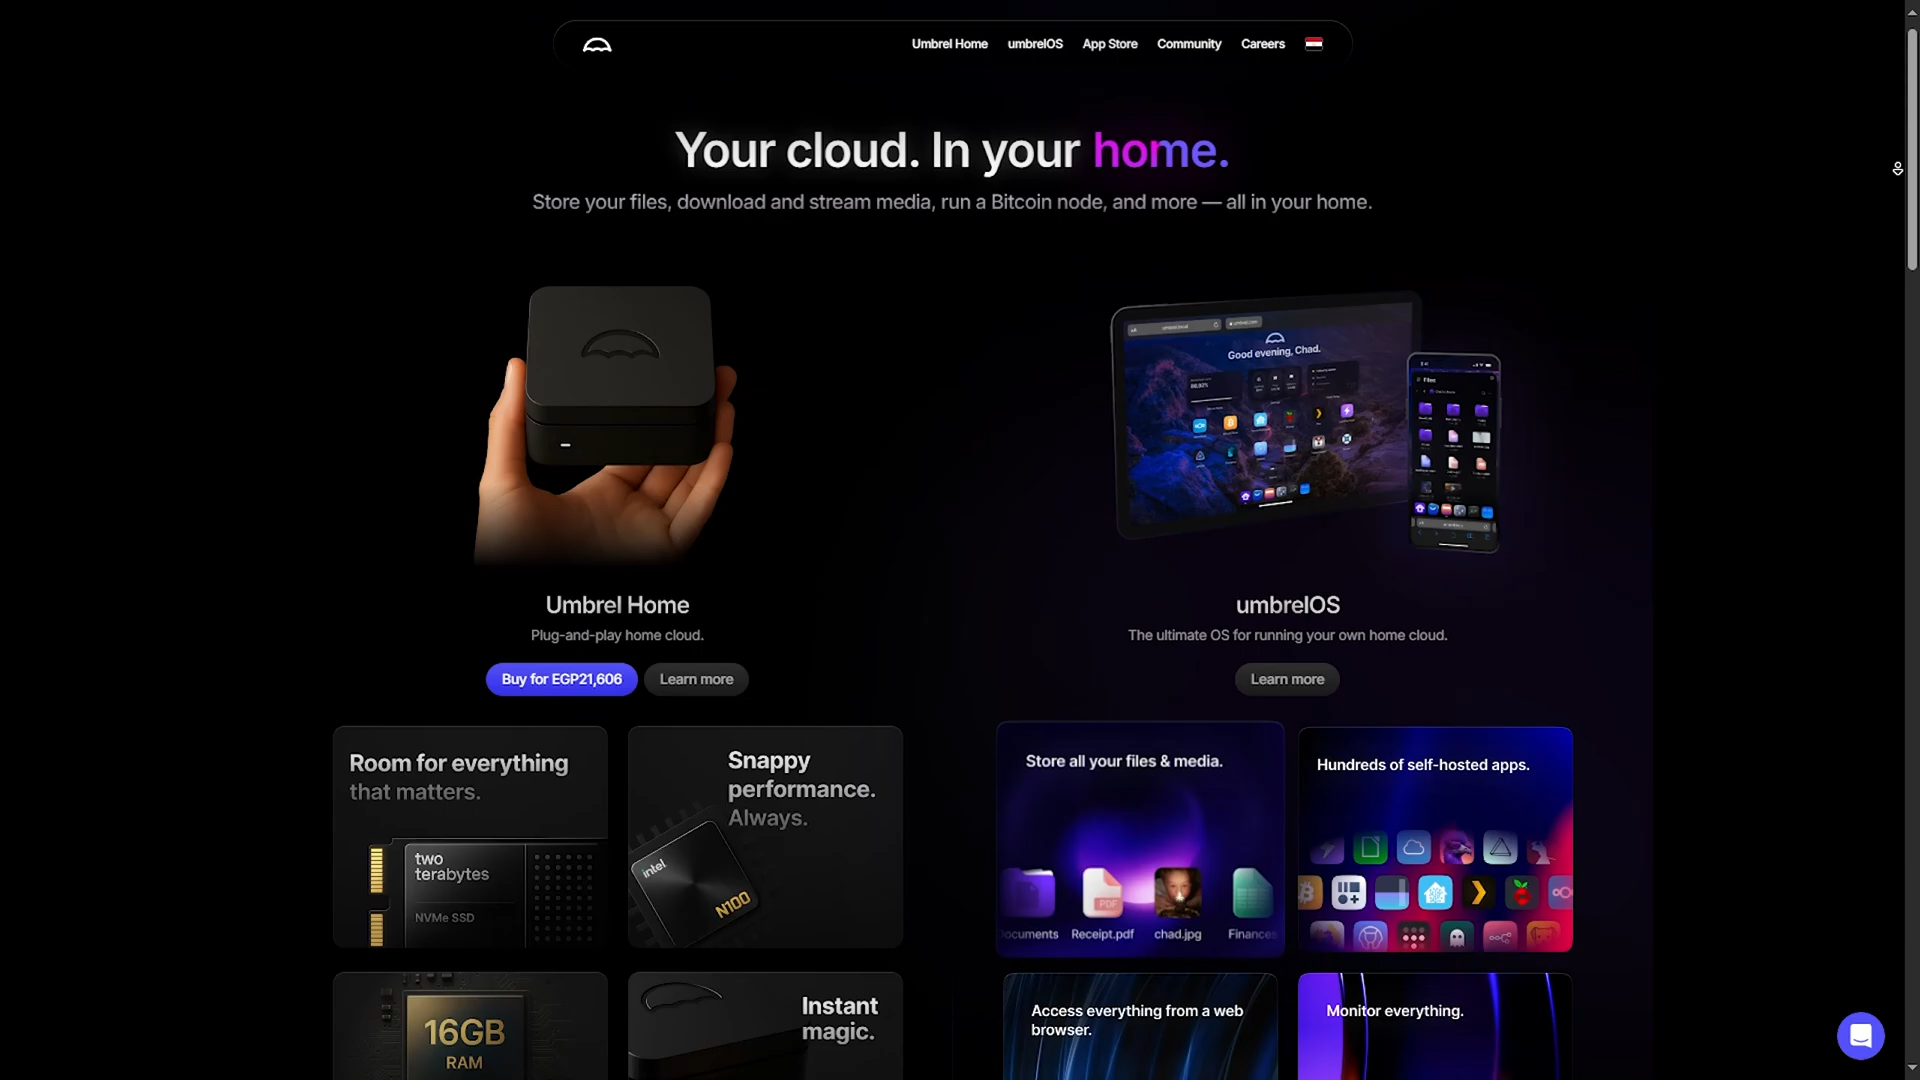 Umbrel Home umbrelOS App Store Community Careers
Your cloud. In your home.
Store your files, download and stream media, run a Bitcoin node, and more — all in your home.
Good evening, Chad.
Files
Umbrel Home
Plug-and-play home cloud.
Buy for EGP21,606 Learn more
umbrelOS
The ultimate OS for running your own home cloud.
Learn more
Room for everything
that matters.
two
terabytes
NVMe SSD
Snappy
performance.
Always.
intel
N100
Store all your files & media.
PDF
ocuments Receipt.pdf chad.jpg Finances
Hundreds of self-hosted apps.
16GB
RAM
Instant
magic.
Access everything from a web
browser.
Monitor everything.